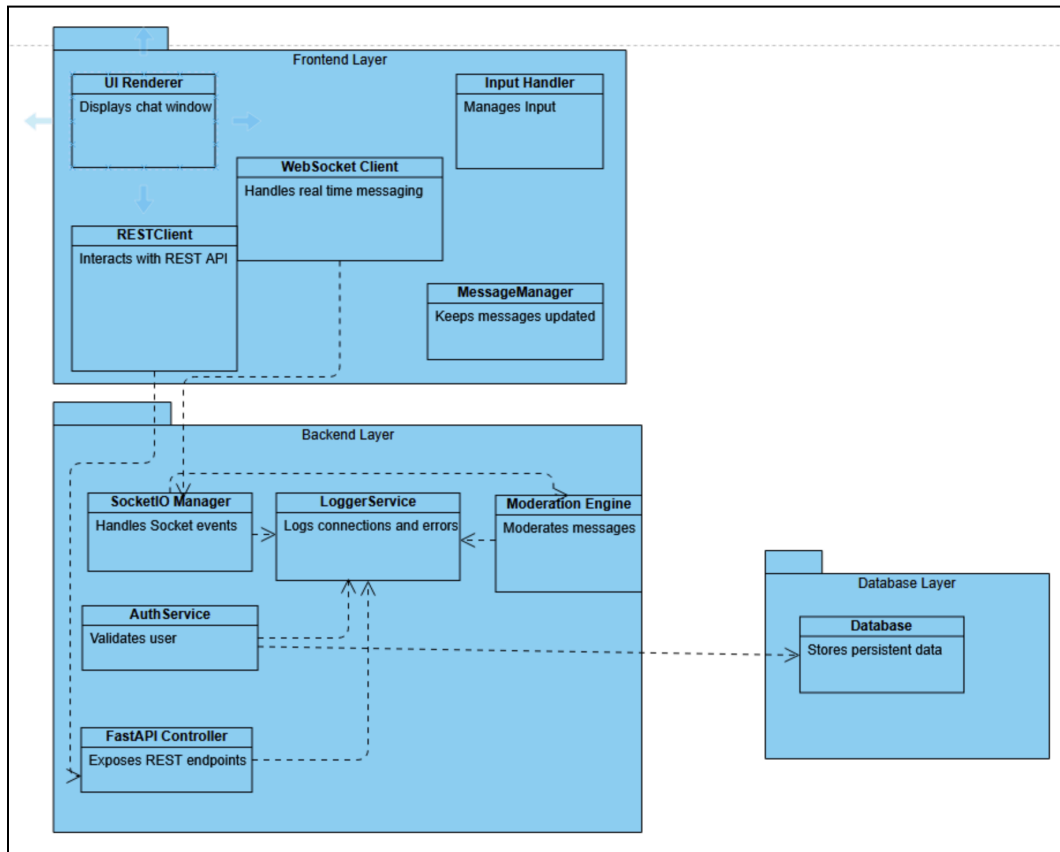 Frontend Layer
UI Renderer
Displays chat window
Input Handler
Manages Input
WebSocket Client
Handles real time messaging
RESTClient
Interacts with REST API
MessageManager
Keeps messages updated
Backend Layer
SocketIO Manager
Handles Socket events
LoggerService
Logs connections and errors
Moderation Engine
Moderates messages
AuthService
Validates user
FastAPI Controller
Exposes REST endpoints
Database Layer
Database
Stores persistent data